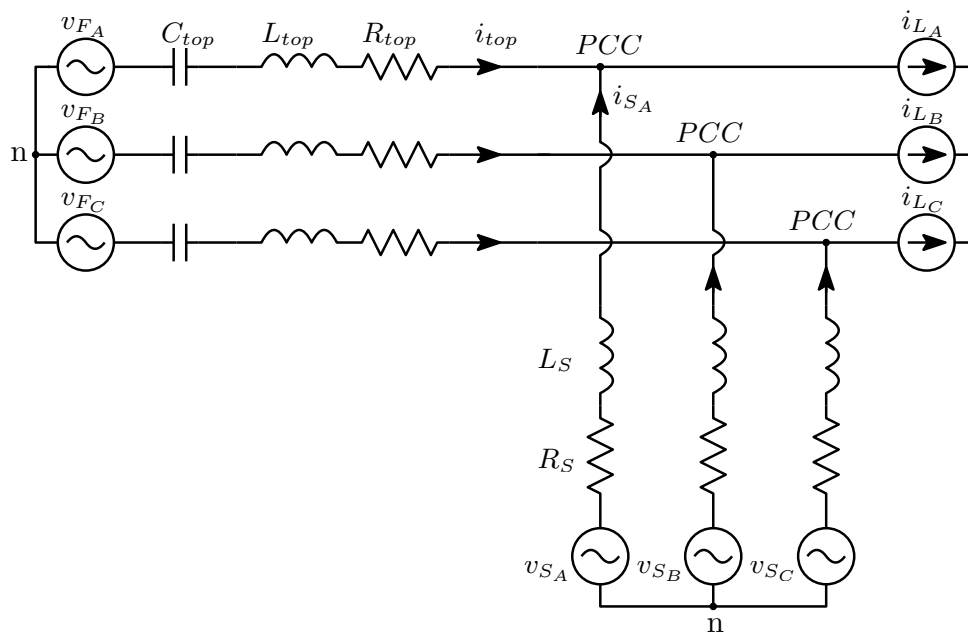 v_{F_A} C_{top} L_{top} R_{top} i_{top} PCC i_{L_A}
i_{S_A}
v_{F_B} PCC i_{L_B}
n
v_{F_C} PCC i_{L_C}
L_S
R_S
v_{S_A} v_{S_B} v_{S_C}
n